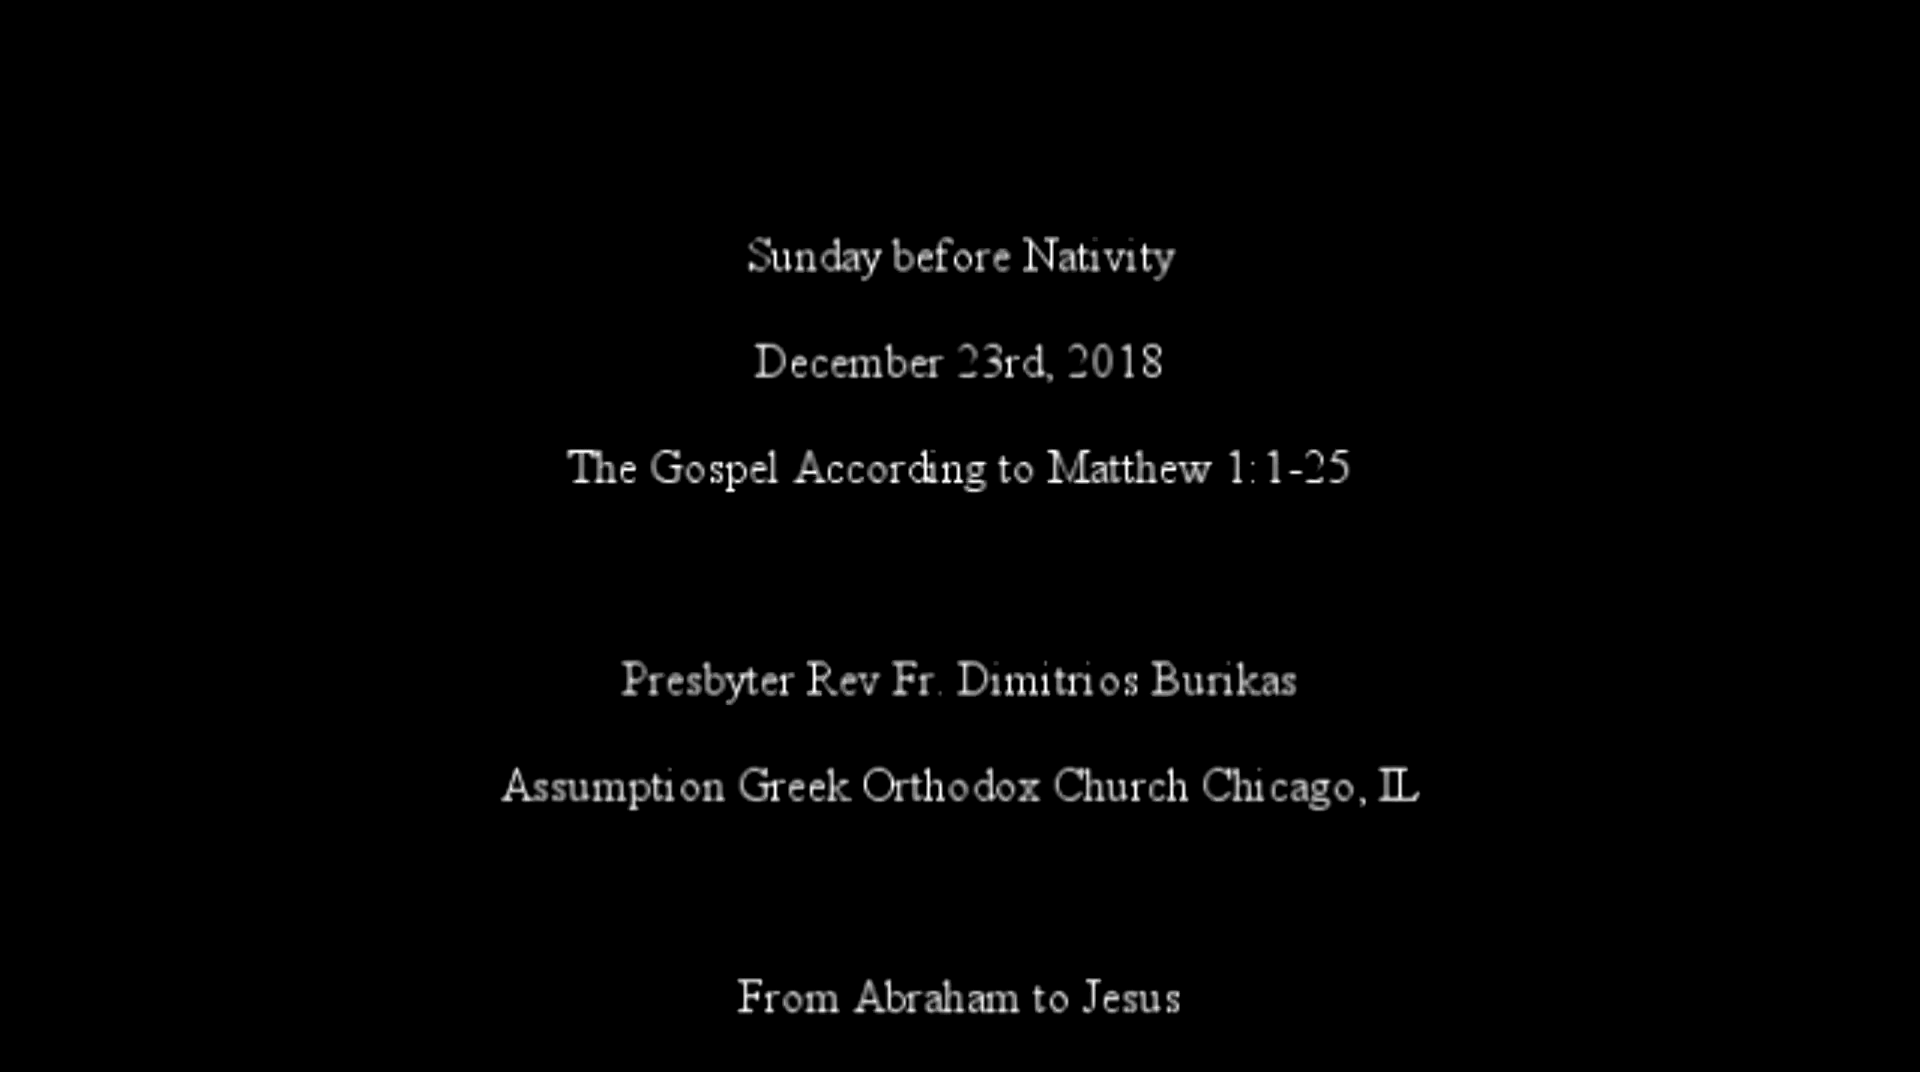 Sunday before Nativity
December 23rd, 2018
The Gospel According to Matthew 1:1-25
Presbyter Rev Fr. Dimitrios Burikas
Assumption Greek Orthodox Church Chicago, IL
From Abraham to Jesus